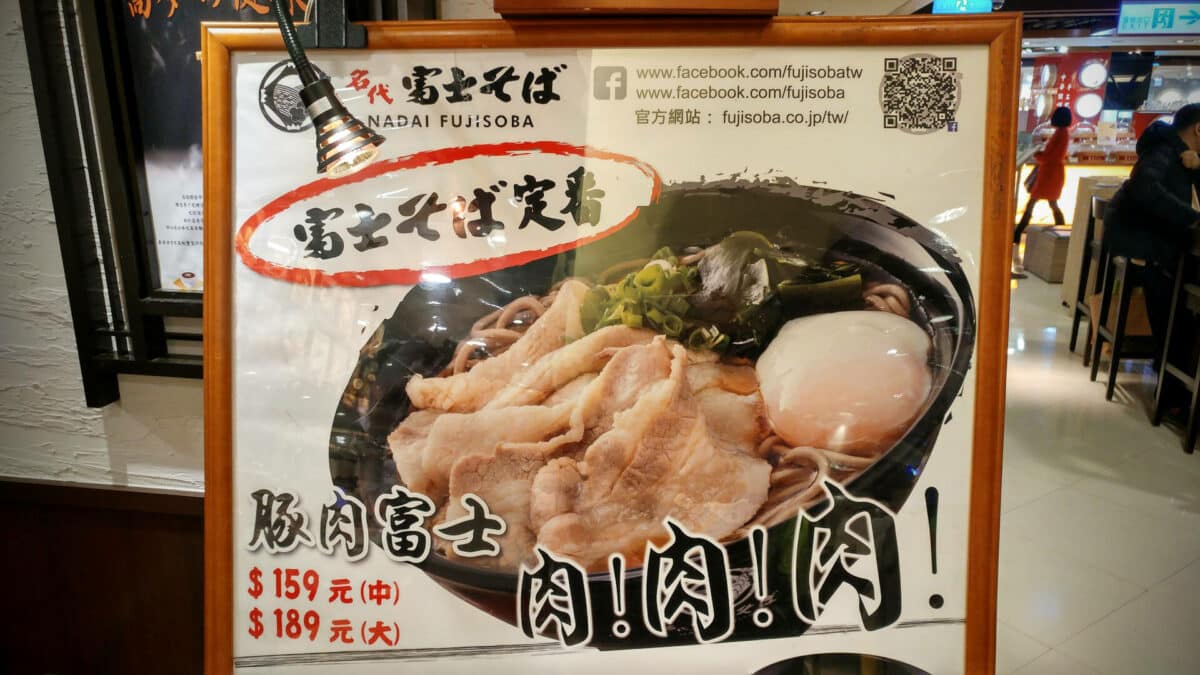 名代 富士そば
NADAI FUJISOBA
www.facebook.com/fujisobatw
www.facebook.com/fujisoba
官方網站： fujisoba.co.jp/tw/
富士そば定番
豚肉富士
$ 159 元 (中)
$ 189 元 (大)
肉！肉！肉！